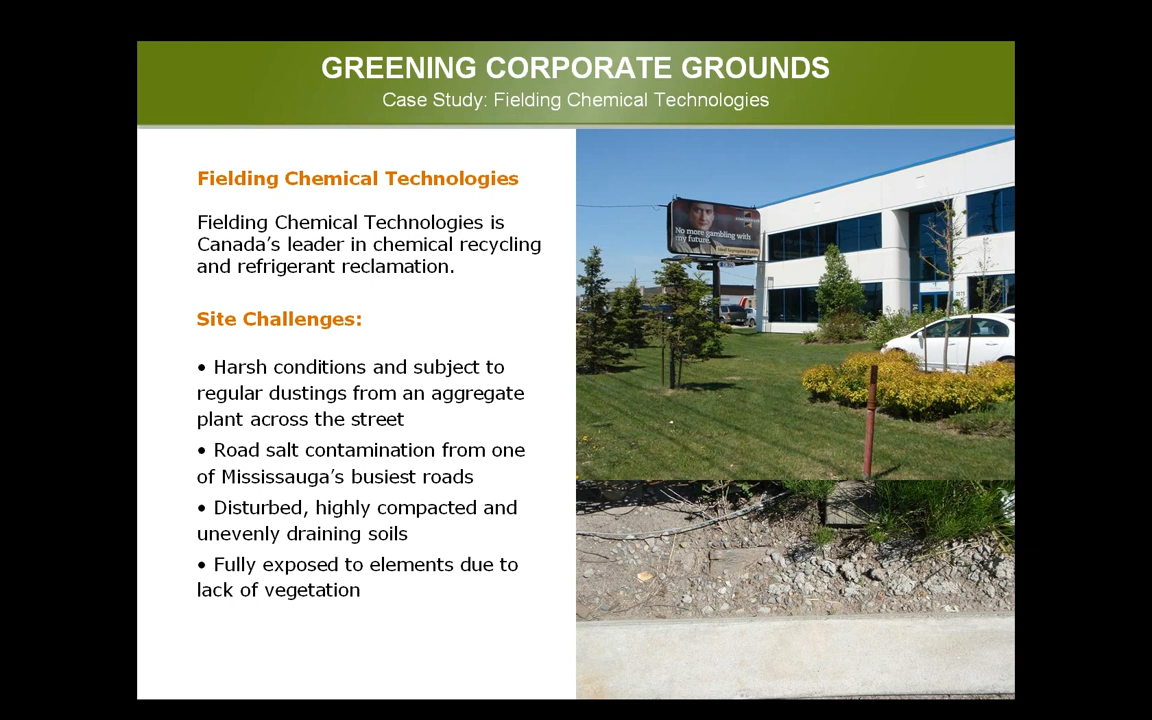 GREENING CORPORATE GROUNDS
Case Study: Fielding Chemical Technologies
Fielding Chemical Technologies
Fielding Chemical Technologies is
Canada’s leader in chemical recycling
and refrigerant reclamation.
Site Challenges:
• Harsh conditions and subject to
regular dustings from an aggregate
plant across the street
• Road salt contamination from one
of Mississauga’s busiest roads
• Disturbed, highly compacted and
unevenly draining soils
• Fully exposed to elements due to
lack of vegetation
No more gambling with
my future.